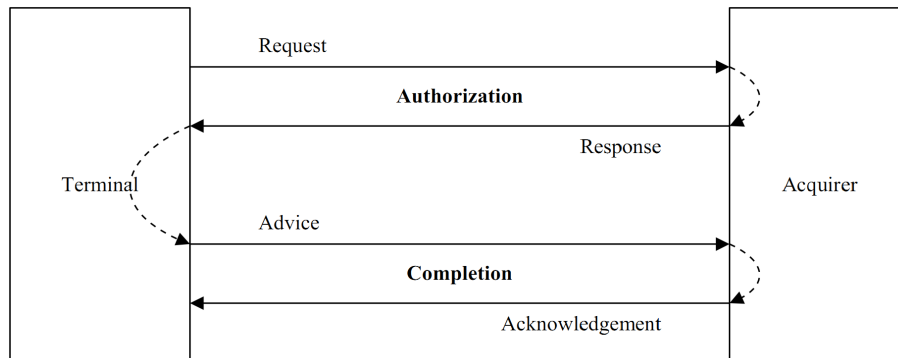 Request
Authorization
Response
Terminal
Acquirer
Advice
Completion
Acknowledgement